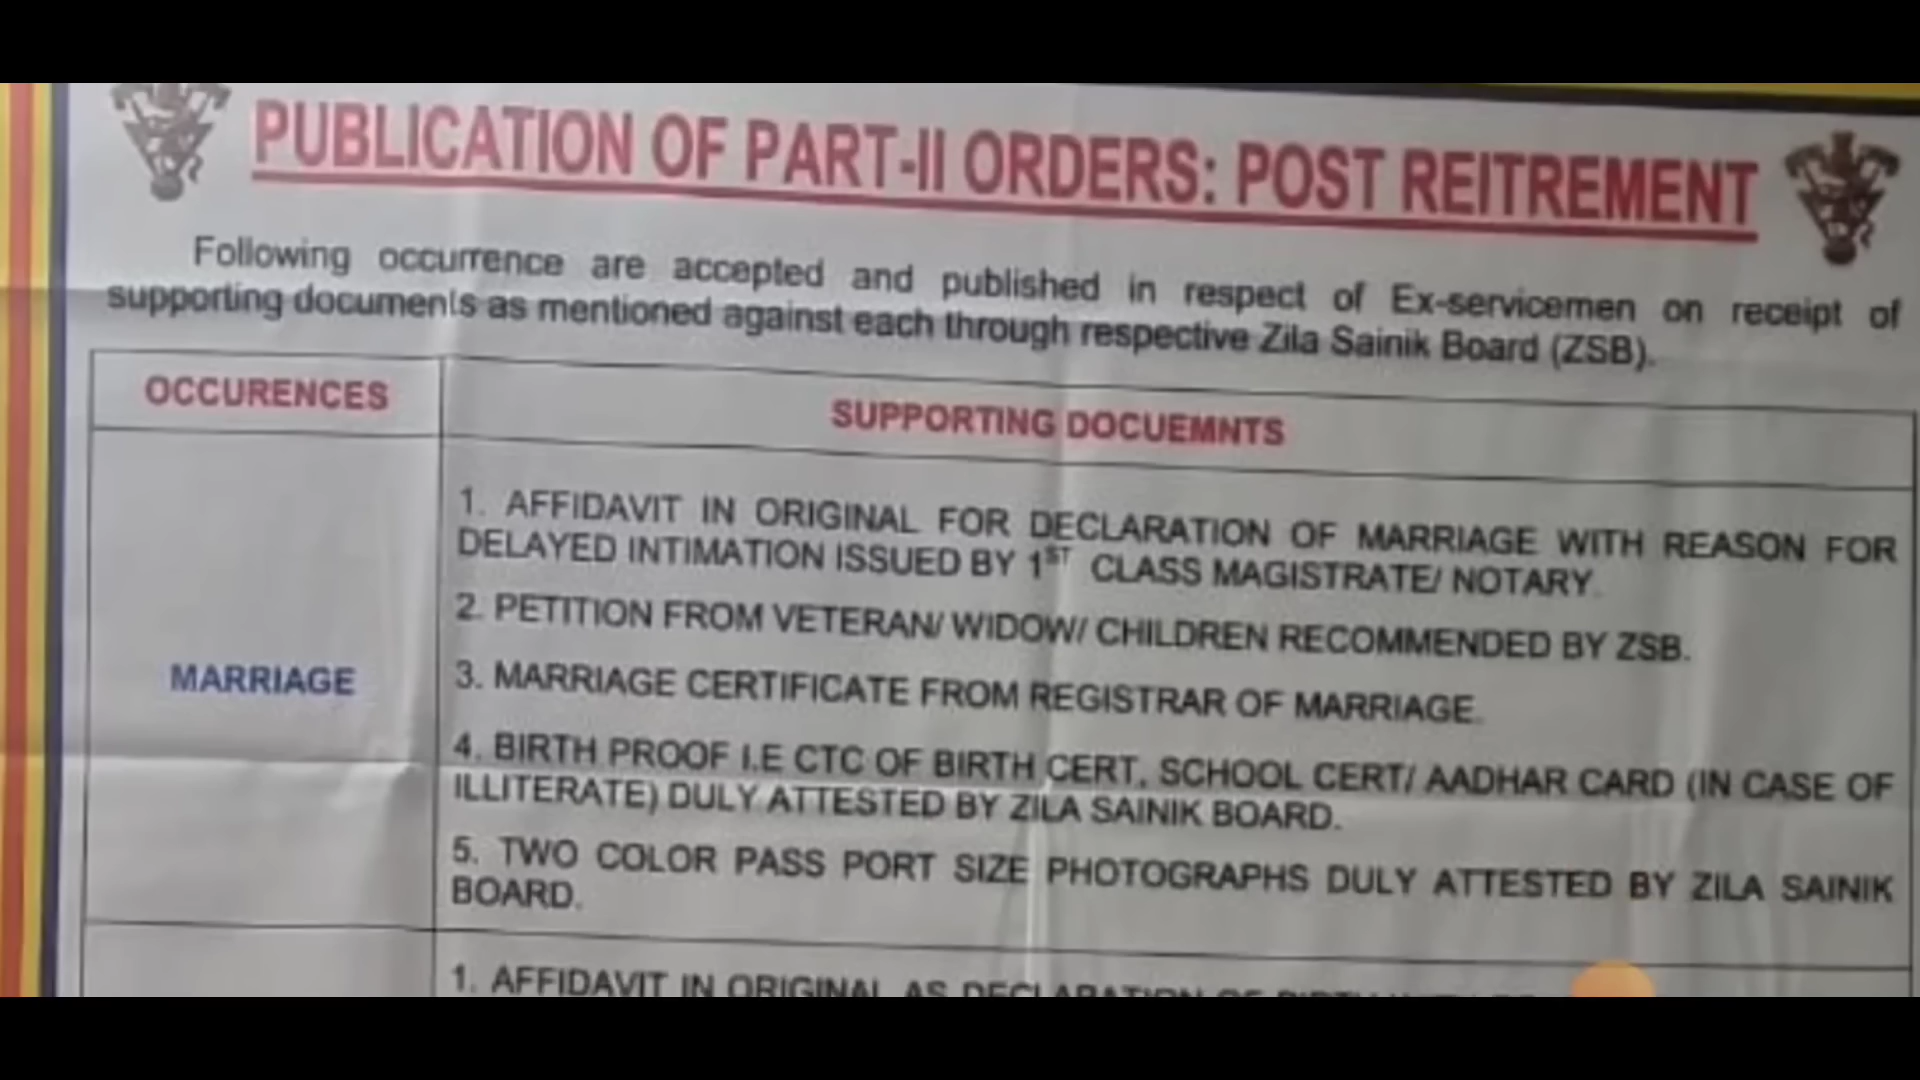 PUBLICATION OF PART-II ORDERS: POST REITREMENT
Following occurrence are accepted and published in respect of Ex-servicemen on receipt of
supporting documents as mentioned against each through respective Zila Sainik Board (ZSB).
OCCURENCES
SUPPORTING DOCUEMNTS
MARRIAGE
1. AFFIDAVIT IN ORIGINAL FOR DECLARATION OF MARRIAGE WITH REASON FOR
DELAYED INTIMATION ISSUED BY 1ST CLASS MAGISTRATE/ NOTARY.
2. PETITION FROM VETERAN/ WIDOW/ CHILDREN RECOMMENDED BY ZSB.
3. MARRIAGE CERTIFICATE FROM REGISTRAR OF MARRIAGE.
4. BIRTH PROOF I.E CTC OF BIRTH CERT, SCHOOL CERT/ AADHAR CARD (IN CASE OF
ILLITERATE) DULY ATTESTED BY ZILA SAINIK BOARD.
5. TWO COLOR PASS PORT SIZE PHOTOGRAPHS DULY ATTESTED BY ZILA SAINIK
BOARD.
1. AFFIDAVIT IN ORIGINAL AS DECLARATION OF BIRTH